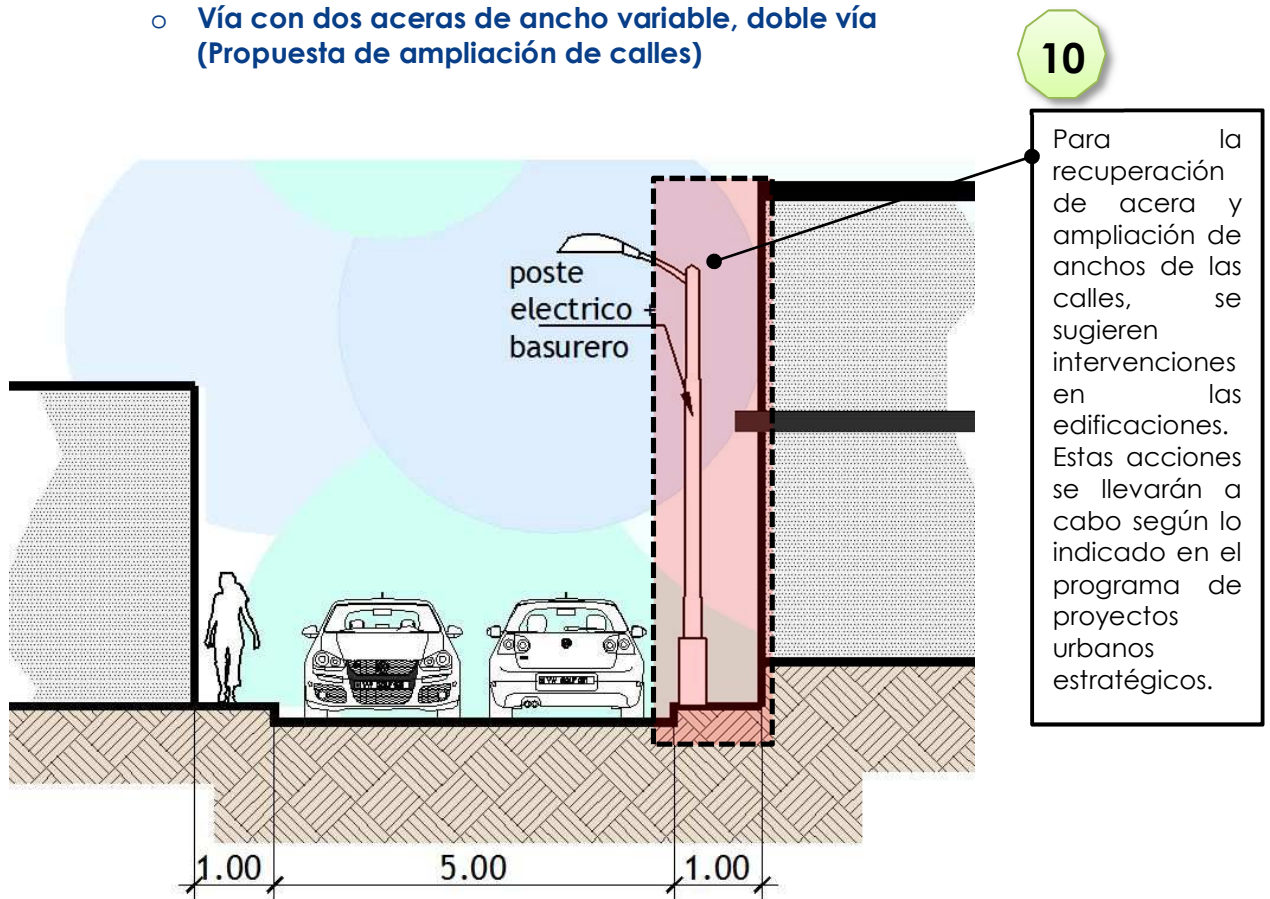 o Vía con dos aceras de ancho variable, doble vía
(Propuesta de ampliación de calles)
10
Para la
recuperación
de acera y
ampliación de
anchos de las
calles, se
sugieren
intervenciones
en las
edificaciones.
Estas acciones
se llevarán a
cabo según lo
indicado en el
programa de
proyectos
urbanos
estratégicos.
poste
electrico +
basurero
1.00 5.00 1.00